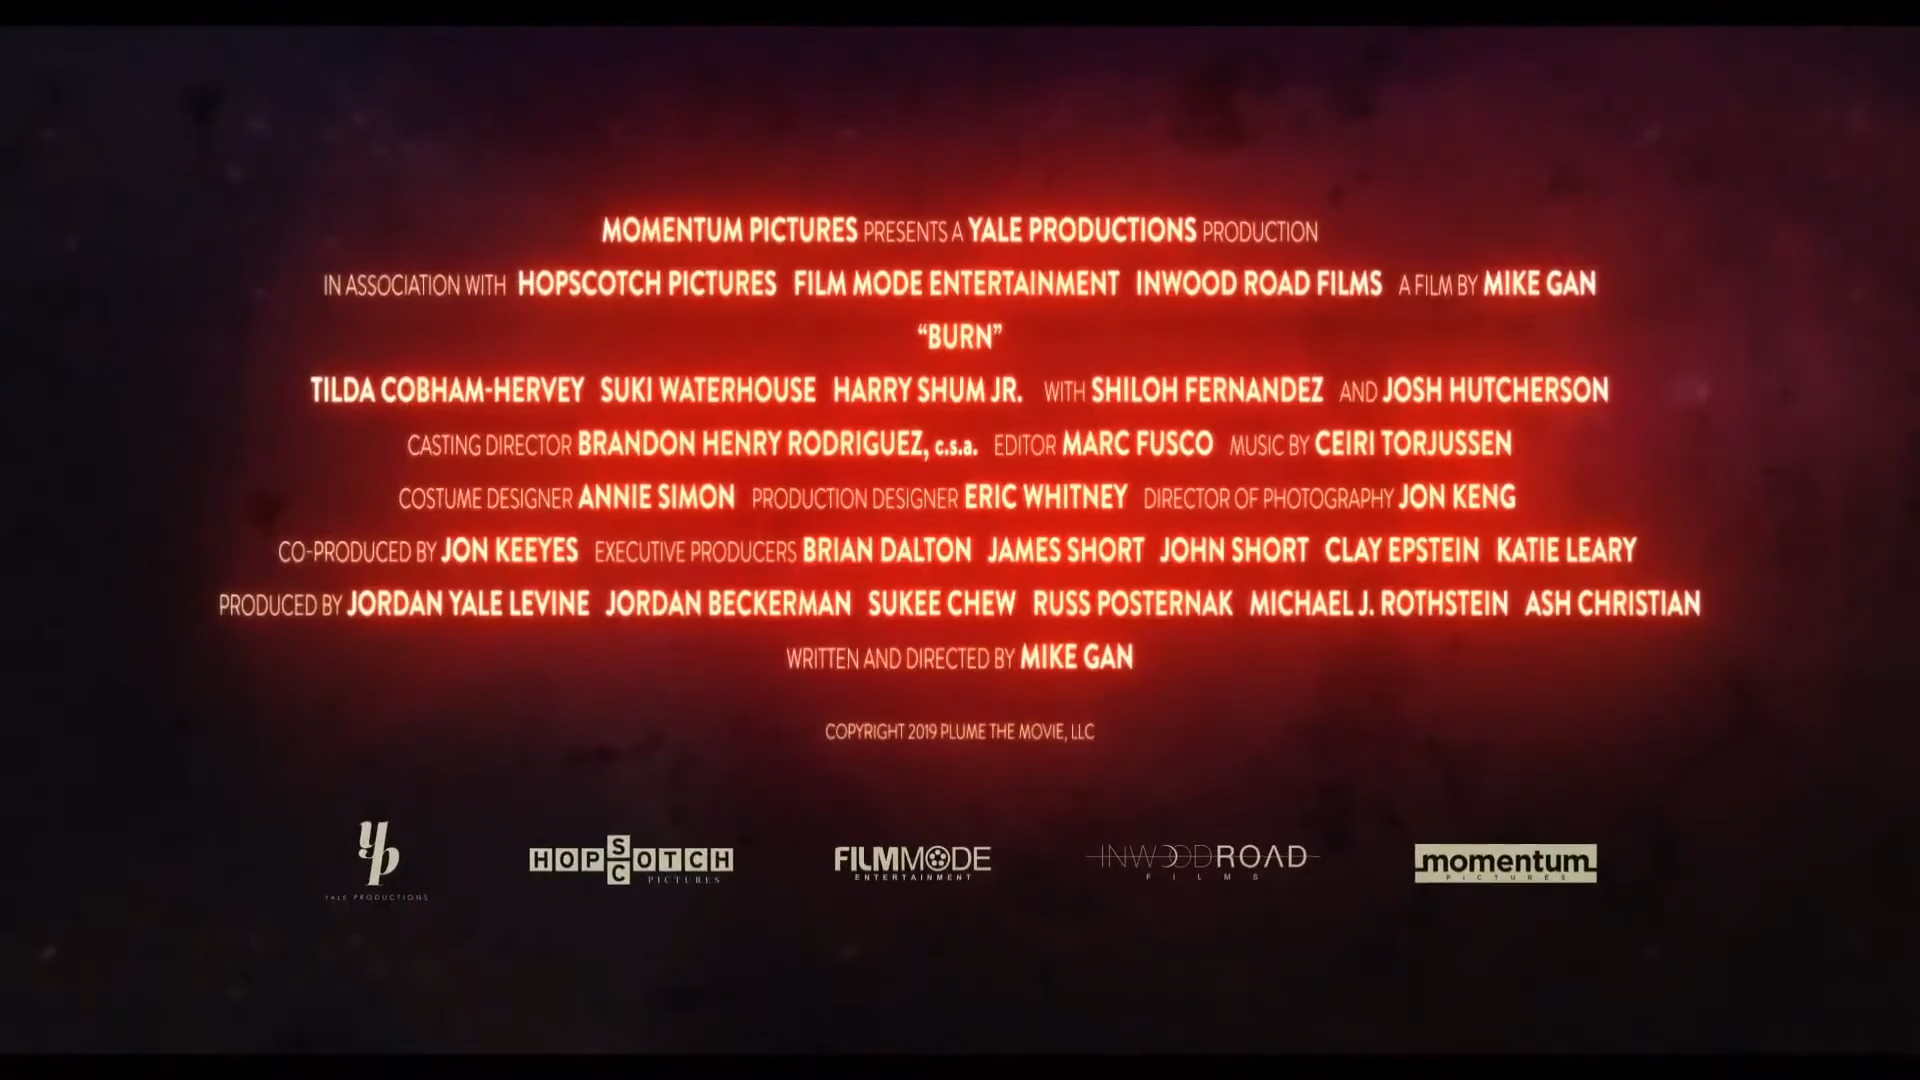 MOMENTUM PICTURES PRESENTS A YALE PRODUCTIONS PRODUCTION
IN ASSOCIATION WITH HOPSCOTCH PICTURES FILM MODE ENTERTAINMENT INWOOD ROAD FILMS A FILM BY MIKE GAN
“BURN”
TILDA COBHAM-HERVEY SUKI WATERHOUSE HARRY SHUM JR. WITH SHILOH FERNANDEZ AND JOSH HUTCHERSON
CASTING DIRECTOR BRANDON HENRY RODRIGUEZ, c.s.a. EDITOR MARC FUSCO MUSIC BY CEIRI TORJUSSEN
COSTUME DESIGNER ANNIE SIMON PRODUCTION DESIGNER ERIC WHITNEY DIRECTOR OF PHOTOGRAPHY JON KENG
CO-PRODUCED BY JON KEEYES EXECUTIVE PRODUCERS BRIAN DALTON JAMES SHORT JOHN SHORT CLAY EPSTEIN KATIE LEARY
PRODUCED BY JORDAN YALE LEVINE JORDAN BECKERMAN SUKEE CHEW RUSS POSTERNAK MICHAEL J. ROTHSTEIN ASH CHRISTIAN
WRITTEN AND DIRECTED BY MIKE GAN
COPYRIGHT 2019 PLUME THE MOVIE, LLC
yp
YALE PRODUCTIONS
HOPSCOTCH
PICTURES
FILMMODE
ENTERTAINMENT
INWOODROAD
FILMS
momentum
PICTURES